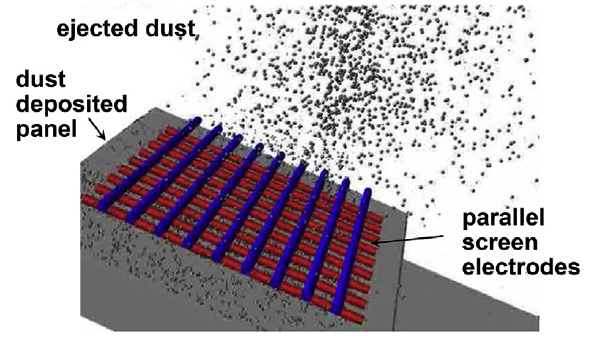 ejected dust
dust
deposited
panel
parallel
screen
electrodes